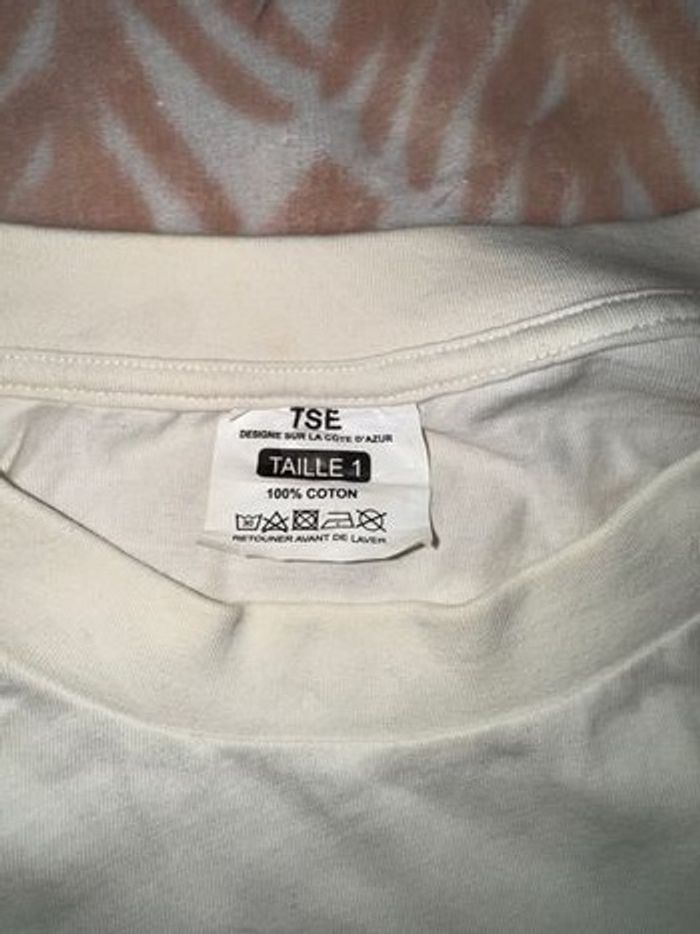 TSE
DESIGNE SUR LA COTE D'AZUR
TAILLE 1
100% COTON
RETOUNER AVANT DE LAVER